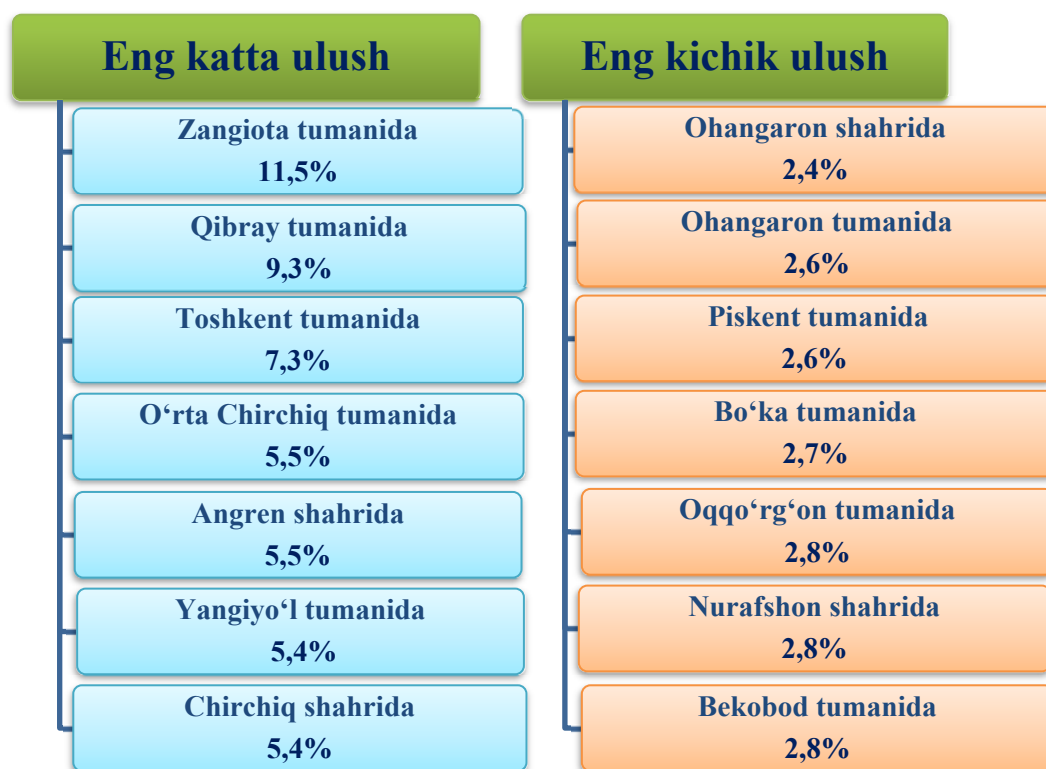 Eng katta ulush
Zangiota tumanida
11,5%
Qibray tumanida
9,3%
Toshkent tumanida
7,3%
O‘rta Chirchiq tumanida
5,5%
Angren shahrida
5,5%
Yangiyo‘l tumanida
5,4%
Chirchiq shahrida
5,4%
Eng kichik ulush
Ohangaron shahrida
2,4%
Ohangaron tumanida
2,6%
Piskent tumanida
2,6%
Bo‘ka tumanida
2,7%
Oqqo‘rg‘on tumanida
2,8%
Nurafshon shahrida
2,8%
Bekobod tumanida
2,8%